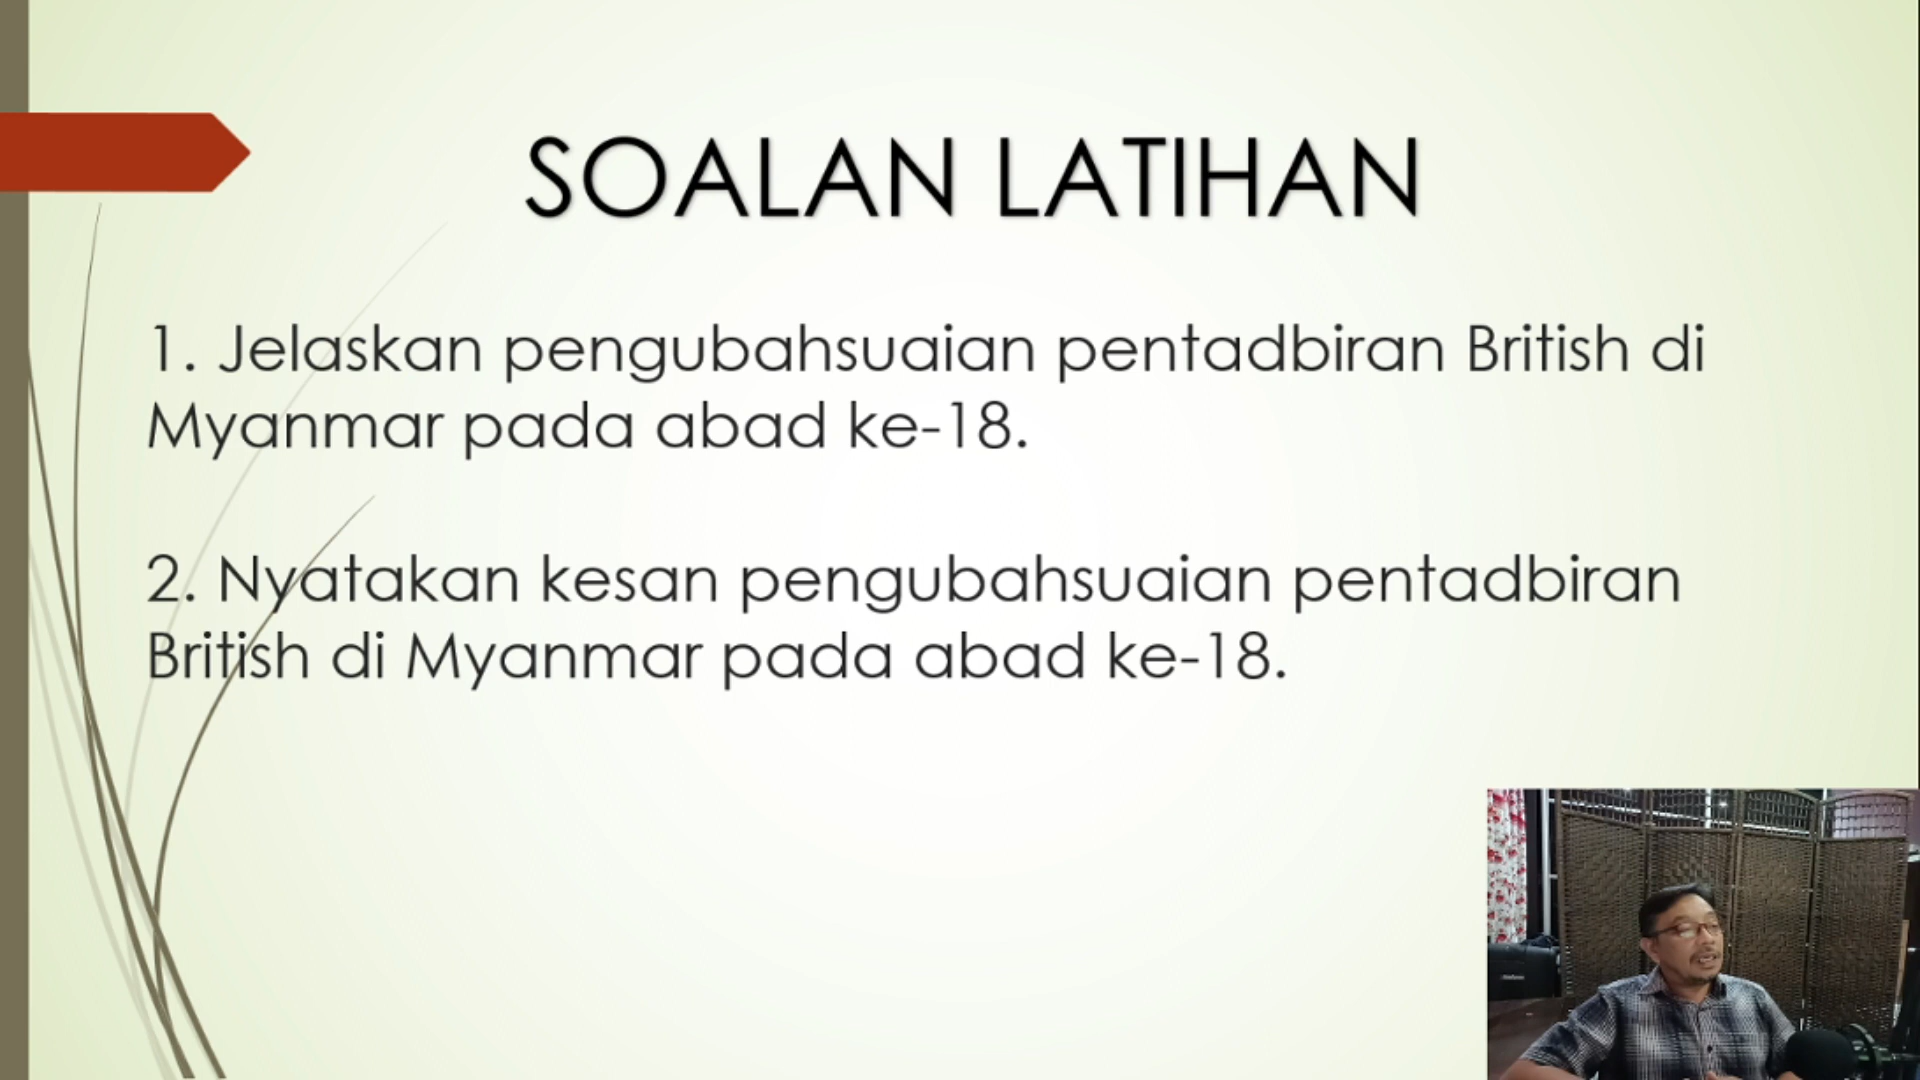 SOALAN LATIHAN
1. Jelaskan pengubahsuaian pentadbiran British di
Myanmar pada abad ke-18.
2. Nyatakan kesan pengubahsuaian pentadbiran
British di Myanmar pada abad ke-18.